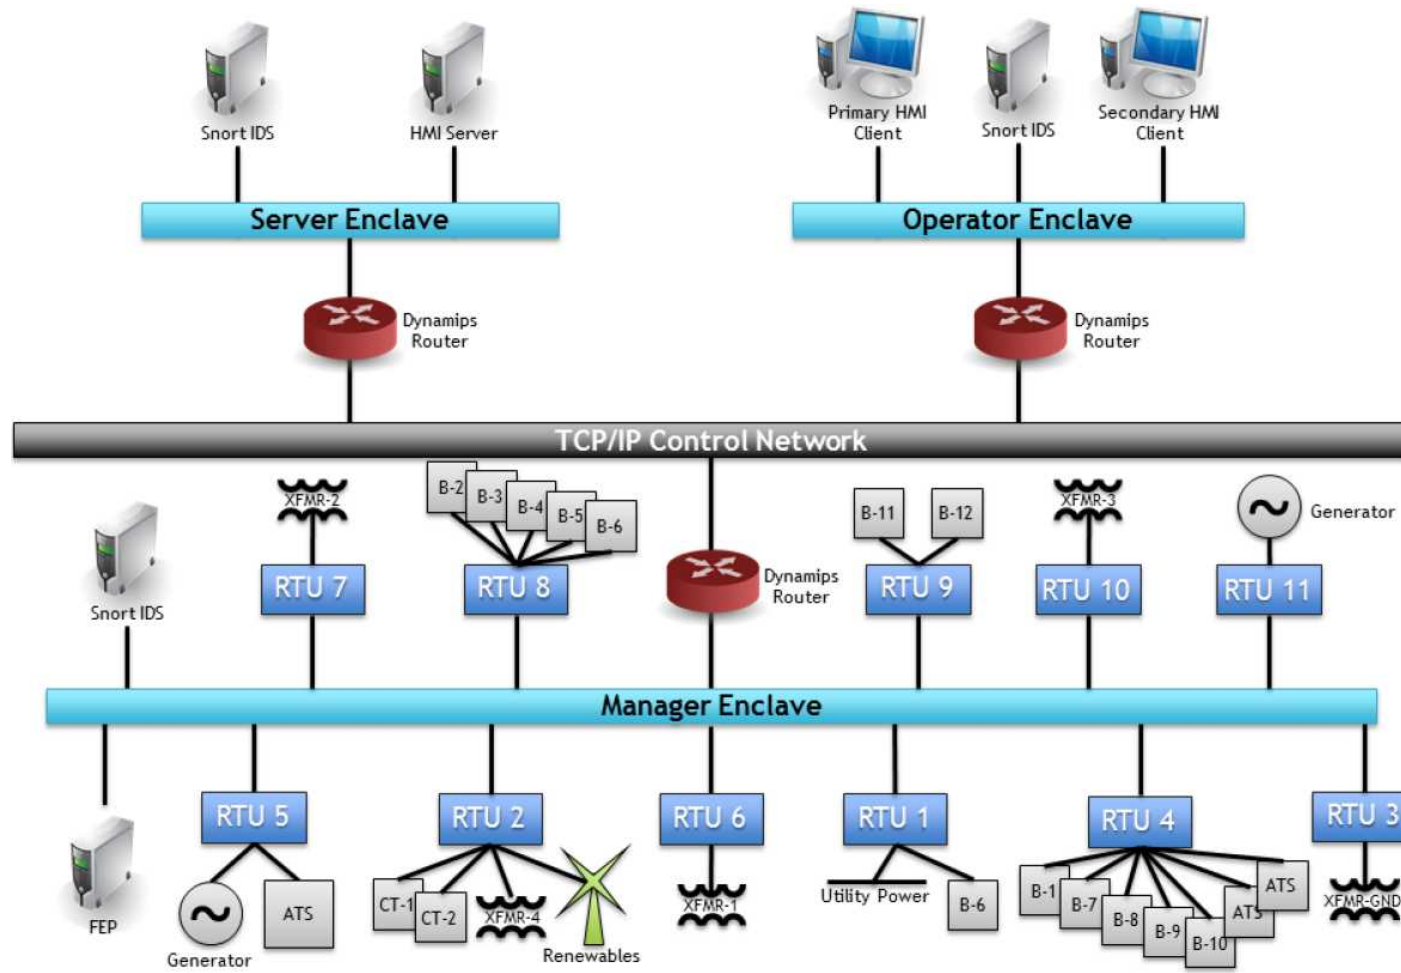 Snort IDS
HMI Server
Primary HMI
Client
Snort IDS
Secondary HMI
Client
Server Enclave
Operator Enclave
Dynamips
Router
Dynamips
Router
TCP/IP Control Network
XFMR-2
B-2
B-3
B-4
B-5
B-6
B-11
B-12
XFMR-3
Generator
Snort IDS
RTU 7
RTU 8
Dynamips
Router
RTU 9
RTU 10
RTU 11
Manager Enclave
RTU 5
RTU 2
RTU 6
RTU 1
RTU 4
RTU 3
FEP
Generator
ATS
CT-1
CT-2
XFMR-4
Renewables
XFMR-1
Utility Power
B-6
B-1
B-7
B-8
B-9
B-10
ATS
ATS
XFMR-GND